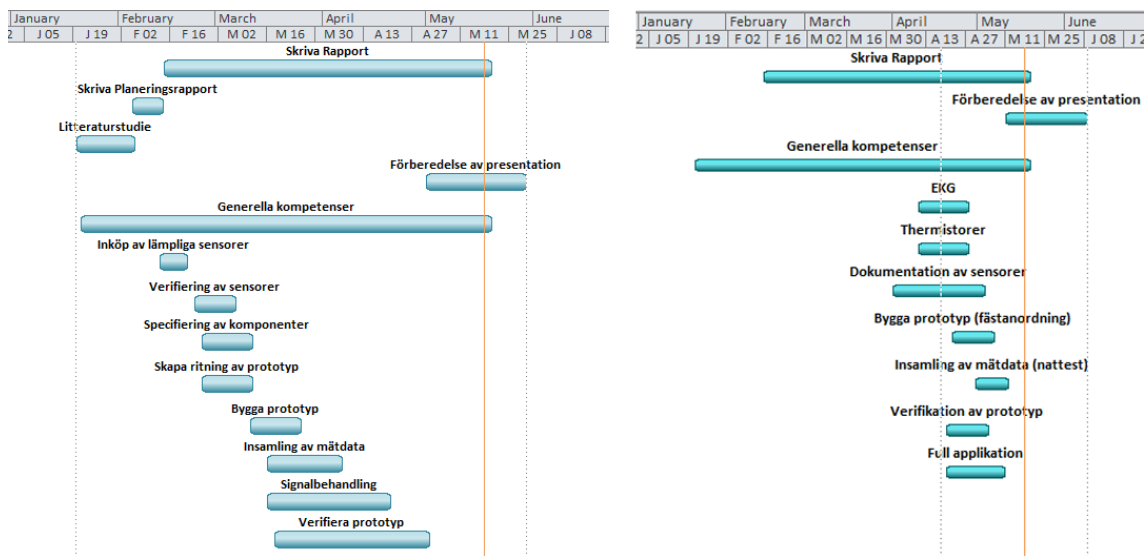 January February March April May June
J 05 J 19 F 02 F 16 M 02 M 16 M 30 A 13 A 27 M 11 M 25 J 08
Skriva Rapport
Skriva Planeringsrapport
Litteraturstudie
Förberedelse av presentation
Generella kompetenser
Inköp av lämpliga sensorer
Verifiering av sensorer
Specifiering av komponenter
Skapa ritning av prototyp
Bygga prototyp
Insamling av mätdata
Signalbehandling
Verifiera prototyp
January February March April May June
2 J 05 J 19 F 02 F 16 M 02 M 16 M 30 A 13 A 27 M 11 M 25 J 08 J 2
Skriva Rapport
Förberedelse av presentation
Generella kompetenser
EKG
Thermistorer
Dokumentation av sensorer
Bygga prototyp (fästanordning)
Insamling av mätdata (nattest)
Verifikation av prototyp
Full applikation